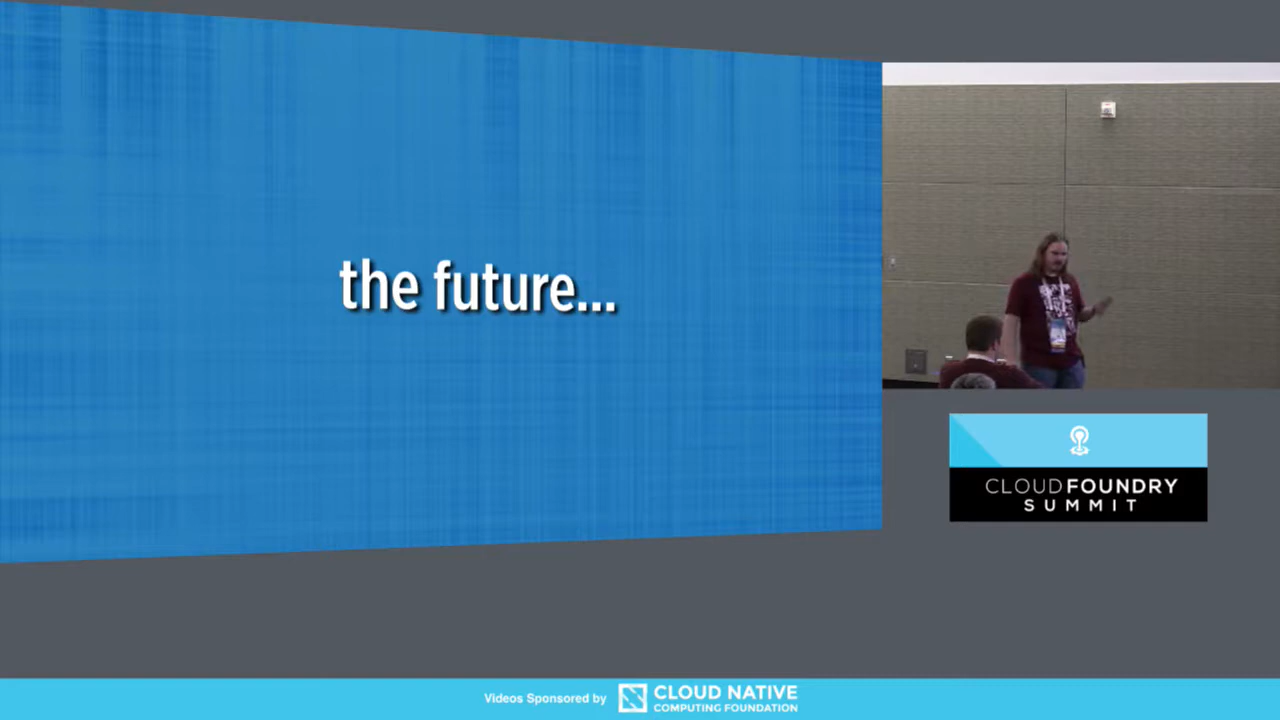 the future...
CLOUDFOUNDRY
SUMMIT
Videos Sponsored by
CLOUD NATIVE
COMPUTING FOUNDATION